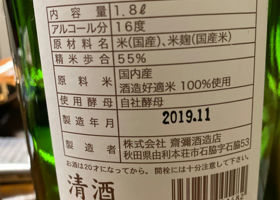 内容量 1.8ℓ
アルコール分 16度
原材料名 米(国産)、米麹(国産米)
精米歩合 55%
原料米 国内産
酒造好適米 100%使用
使用酵母 自社酵母
製造年月 2019.11
製造者 株式会社 齋彌酒造店
秋田県由利本荘市石脇字石脇53
お酒は20才になってから。 開栓には十分注意して下さい。
清酒